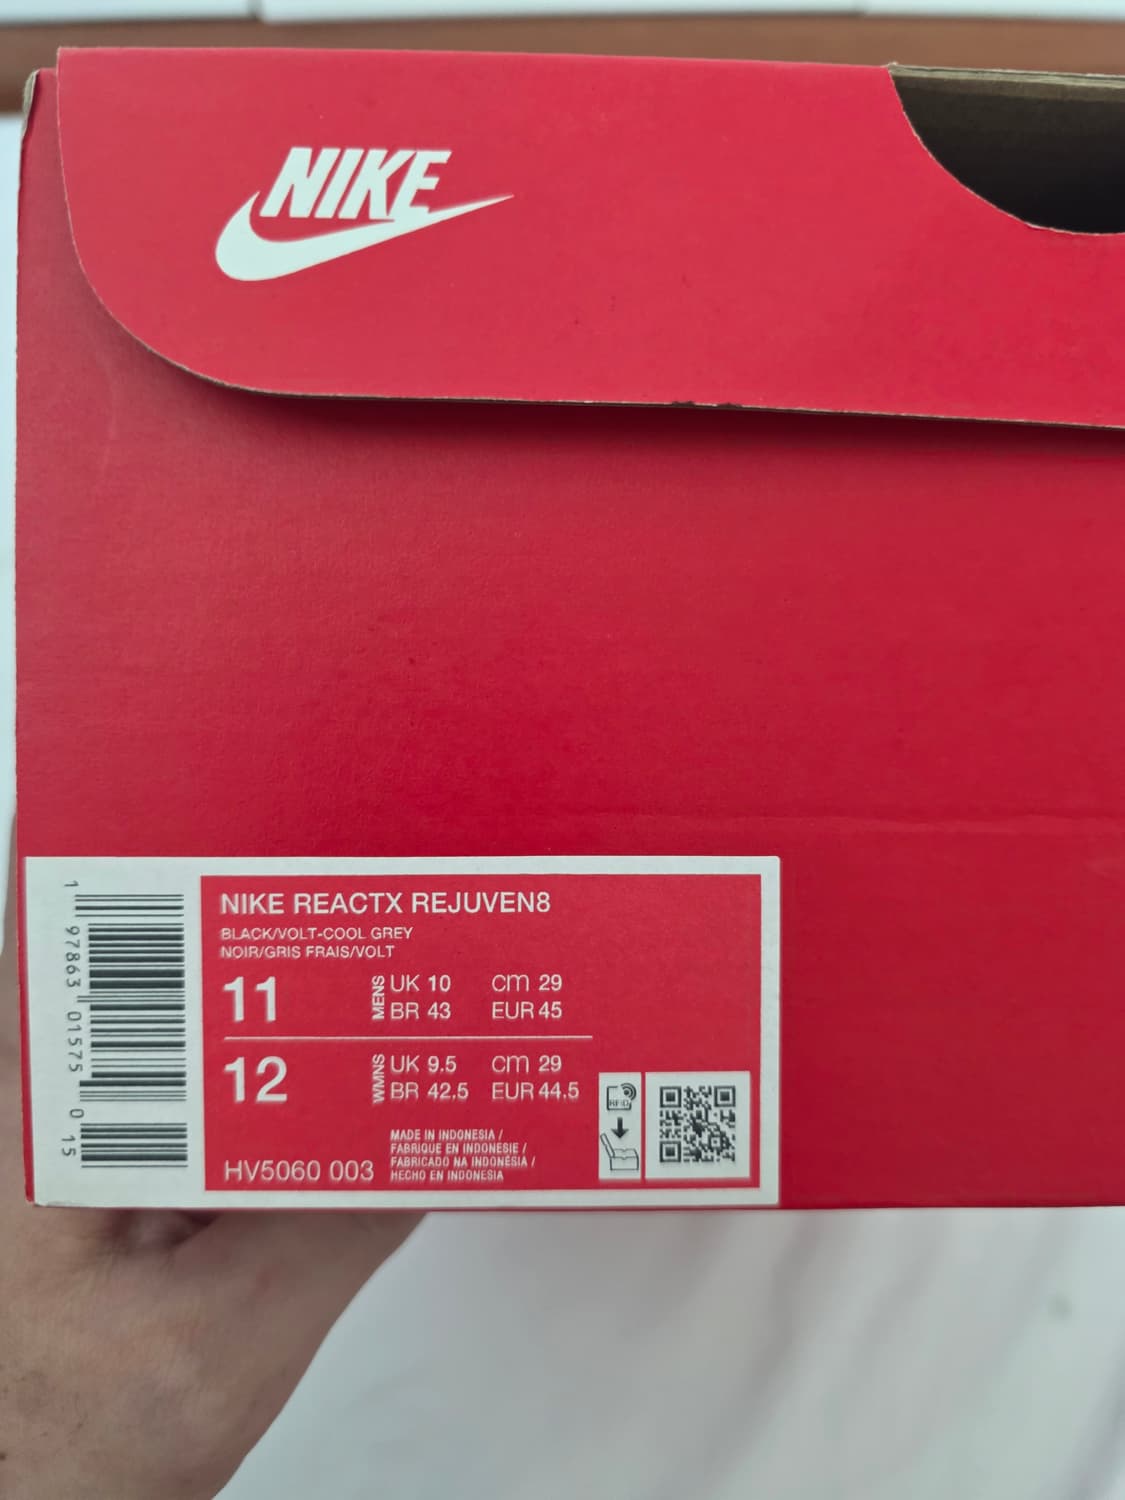 NIKE
NIKE REACTX REJUVEN8
BLACK/VOLT-COOL GREY
NOIR/GRIS FRAIS/VOLT
11 MENS UK 10 CM 29
BR 43 EUR 45
12 WMNS UK 9.5 CM 29
BR 42.5 EUR 44.5
HV5060 003
MADE IN INDONESIA /
FABRIQUE EN INDONESIE /
FABRICADO NA INDONÉSIA /
HECHO EN INDONESIA
RFID
1 97863 01575 0 15